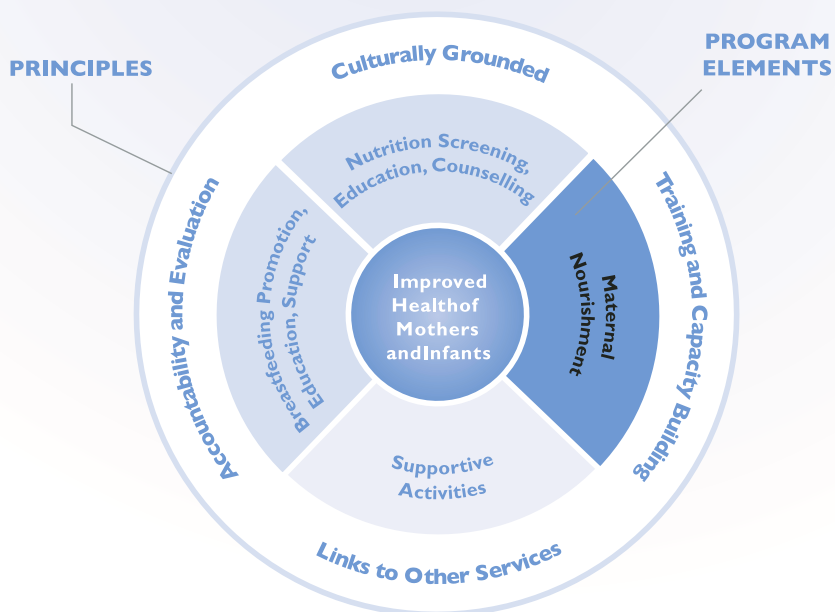 PRINCIPLES
PROGRAM
ELEMENTS
Culturally Grounded
Training and Capacity Building
Links to Other Services
Accountability and Evaluation
Nutrition Screening,
Education, Counselling
Maternal
Nourishment
Supportive
Activities
Breastfeeding Promotion,
Education, Support
Improved
Healthof
Mothers
andInfants